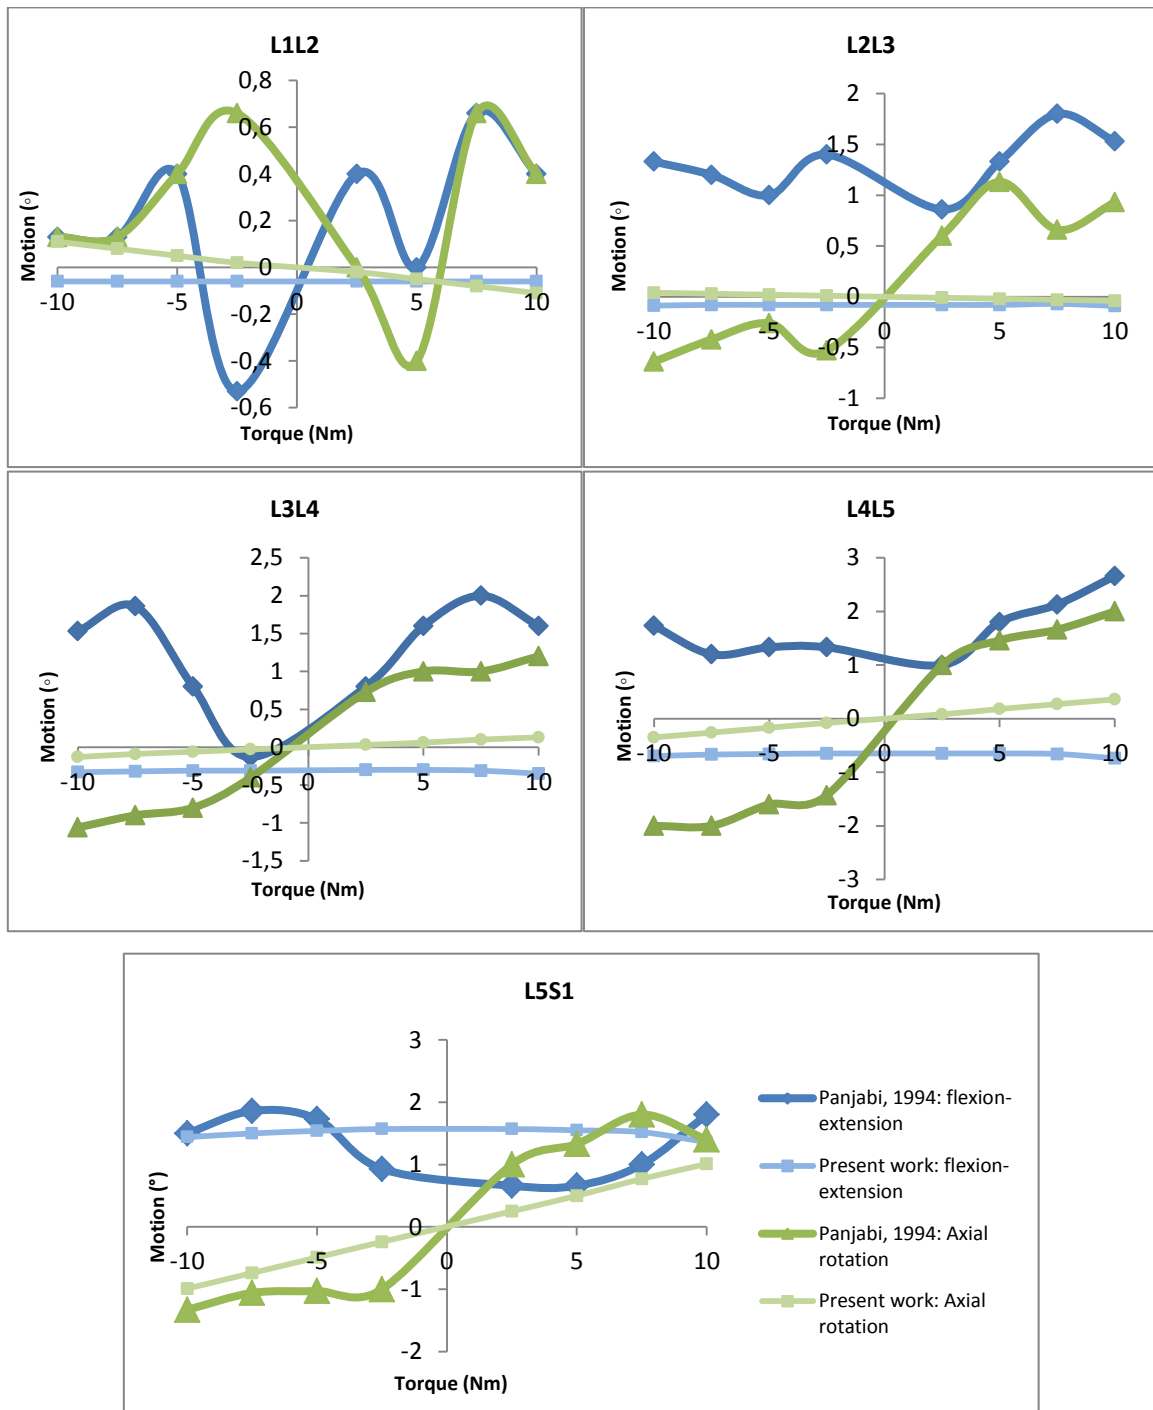 L1L2
0,8
0,6
0,4
0,2
0
-0,2
-0,4
-0,6
-10
-5
5
10
Motion (○)
Torque (Nm)
L2L3
2
1,5
1
0,5
0
-0,5
-1
-10
-5
0
5
10
Motion (○)
Torque (Nm)
L3L4
2,5
2
1,5
1
0,5
0
-0,5
-1
-1,5
-10
-5
0
5
10
Motion (○)
Torque (Nm)
L4L5
3
2
1
0
-1
-2
-3
-10
-5
0
5
10
Motion (○)
Torque (Nm)
L5S1
3
2
1
0
-1
-2
-10
-5
0
5
10
Motion (°)
Torque (Nm)
Panjabi, 1994: flexion-
extension
Present work: flexion-
extension
Panjabi, 1994: Axial
rotation
Present work: Axial
rotation